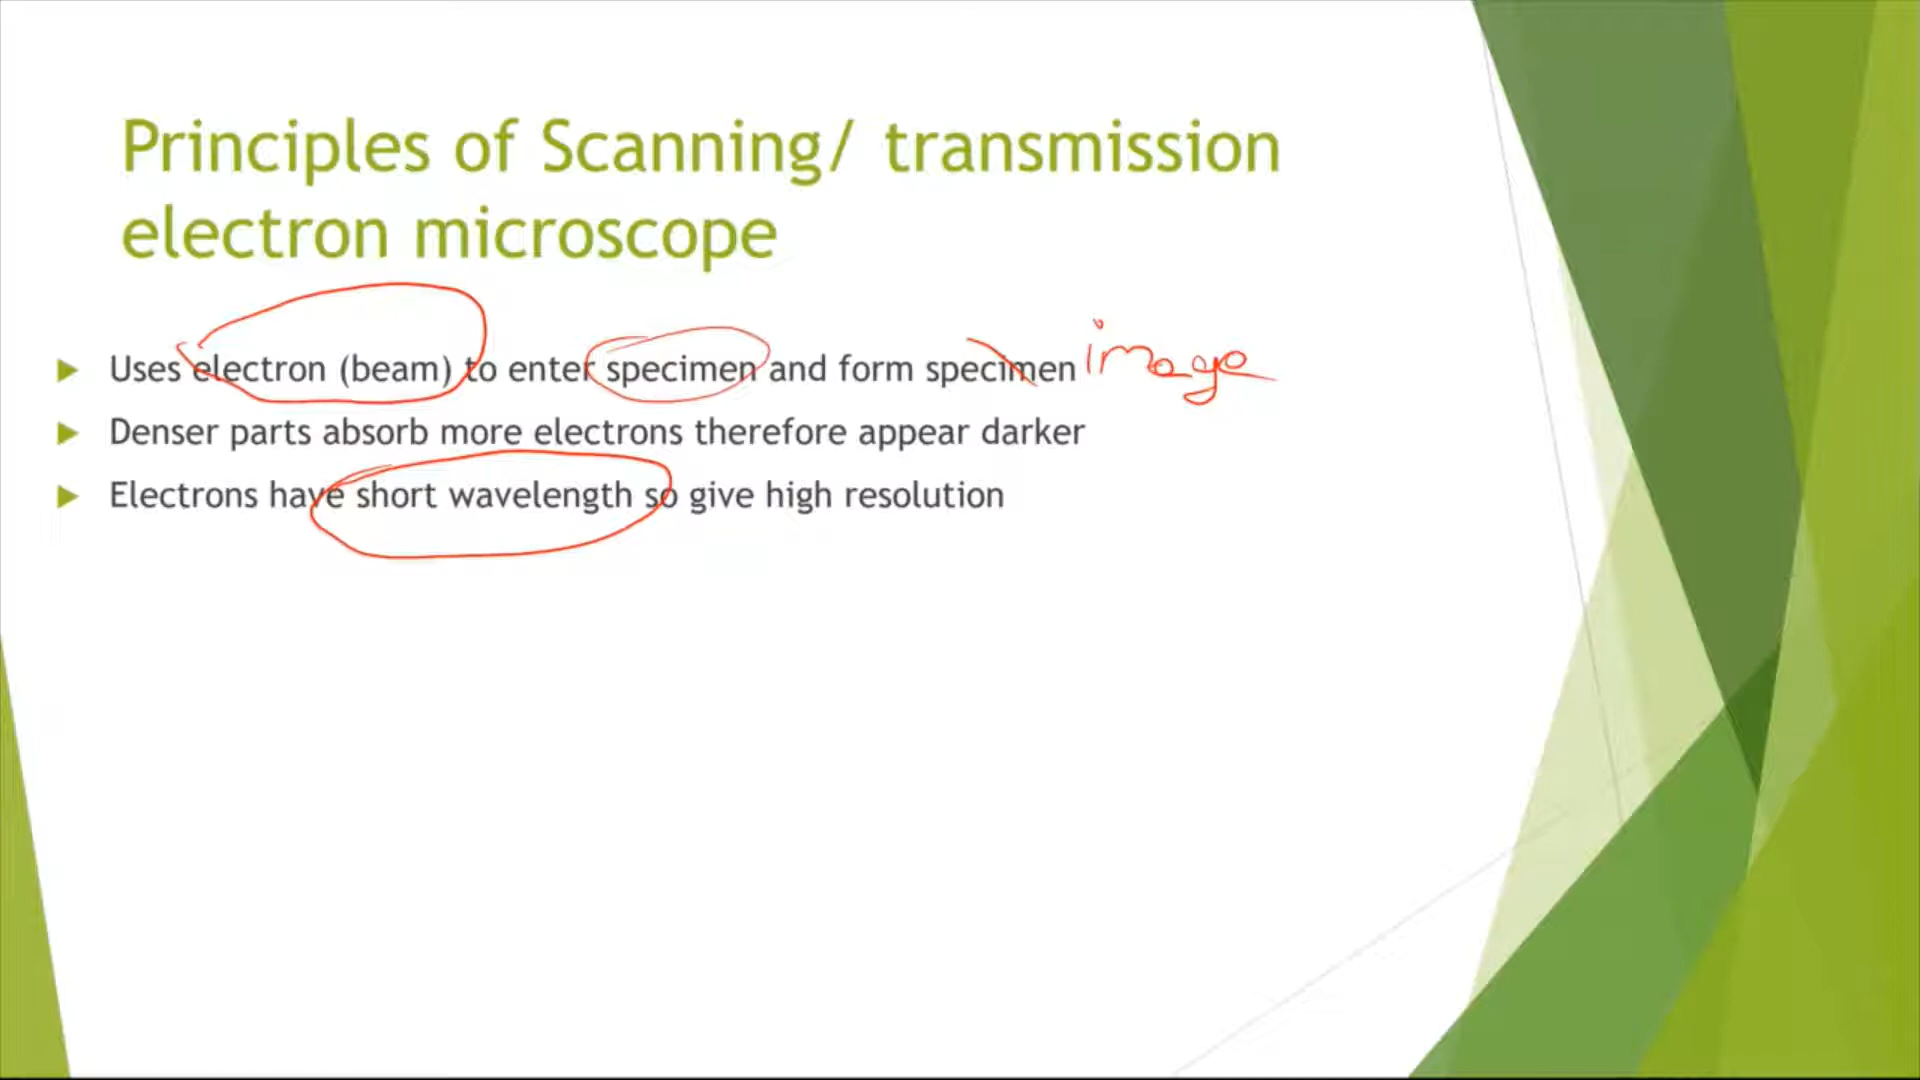 Principles of Scanning/ transmission
electron microscope
Uses electron (beam) to enter specimen and form specimen image
Denser parts absorb more electrons therefore appear darker
Electrons have short wavelength so give high resolution